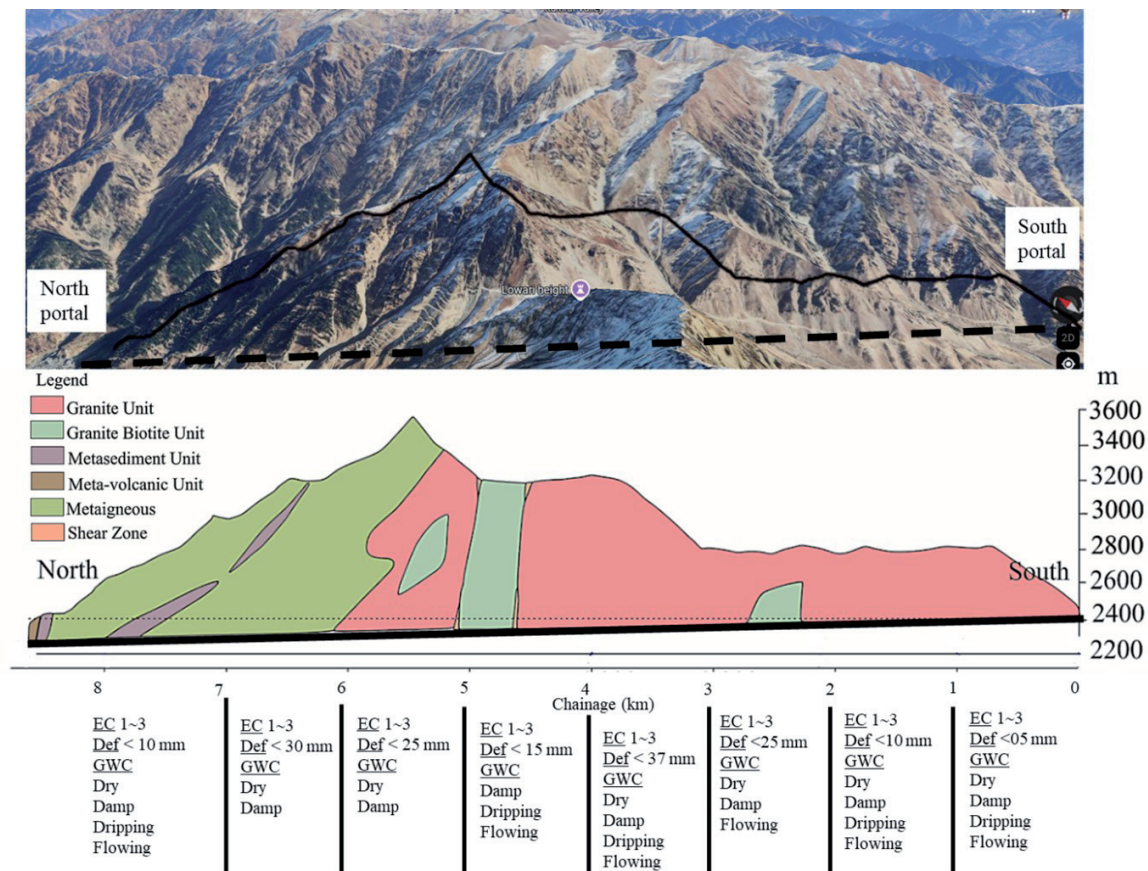 South
portal
Lowari height
North
portal
2D
Legend
Granite Unit
Granite Biotite Unit
Metasediment Unit
Meta-volcanic Unit
Metaigneous
Shear Zone
North
South
m
3600
3400
3200
3000
2800
2600
2400
2200
8 7 6 5 4 3 2 1 0
Chainage (km)
EC 1~3
Def < 10 mm
GWC
Dry
Damp
Dripping
Flowing
EC 1~3
Def < 30 mm
GWC
Dry
Damp
EC 1~3
Def < 25 mm
GWC
Dry
Damp
EC 1~3
Def < 15 mm
GWC
Damp
Dripping
Flowing
EC 1~3
Def < 37 mm
GWC
Dry
Damp
Dripping
Flowing
EC 1~3
Def <25 mm
GWC
Dry
Damp
Flowing
EC 1~3
Def <10 mm
GWC
Dry
Damp
Dripping
Flowing
EC 1~3
Def <05 mm
GWC
Dry
Damp
Dripping
Flowing